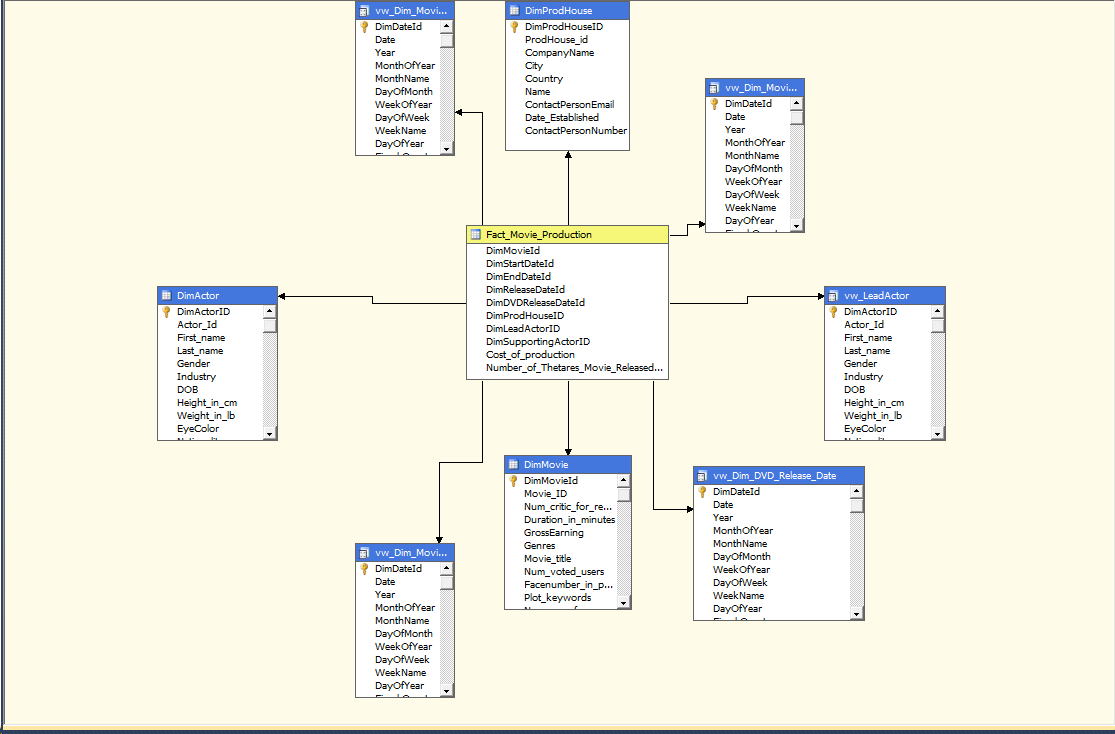 vw_Dim_Movi...
DimDateId
Date
Year
MonthOfYear
MonthName
DayOfMonth
WeekOfYear
DayOfWeek
WeekName
DayOfYear
DimProdHouse
DimProdHouseID
ProdHouse_id
CompanyName
City
Country
Name
ContactPersonEmail
Date_Established
ContactPersonNumber
vw_Dim_Movi...
DimDateId
Date
Year
MonthOfYear
MonthName
DayOfMonth
WeekOfYear
DayOfWeek
WeekName
DayOfYear
Fact_Movie_Production
DimMovieId
DimStartDateId
DimEndDateId
DimReleaseDateId
DimDVDReleaseDateId
DimProdHouseID
DimLeadActorID
DimSupportingActorID
Cost_of_production
Number_of_Thetares_Movie_Released...
DimActor
DimActorID
Actor_Id
First_name
Last_name
Gender
Industry
DOB
Height_in_cm
Weight_in_lb
EyeColor
vw_LeadActor
DimActorID
Actor_Id
First_name
Last_name
Gender
Industry
DOB
Height_in_cm
Weight_in_lb
EyeColor
vw_Dim_Movi...
DimDateId
Date
Year
MonthOfYear
MonthName
DayOfMonth
WeekOfYear
DayOfWeek
WeekName
DayOfYear
DimMovie
DimMovieId
Movie_ID
Num_critic_for_re...
Duration_in_minutes
GrossEarning
Genres
Movie_title
Num_voted_users
Facenumber_in_p...
Plot_keywords
vw_Dim_DVD_Release_Date
DimDateId
Date
Year
MonthOfYear
MonthName
DayOfMonth
WeekOfYear
DayOfWeek
WeekName
DayOfYear